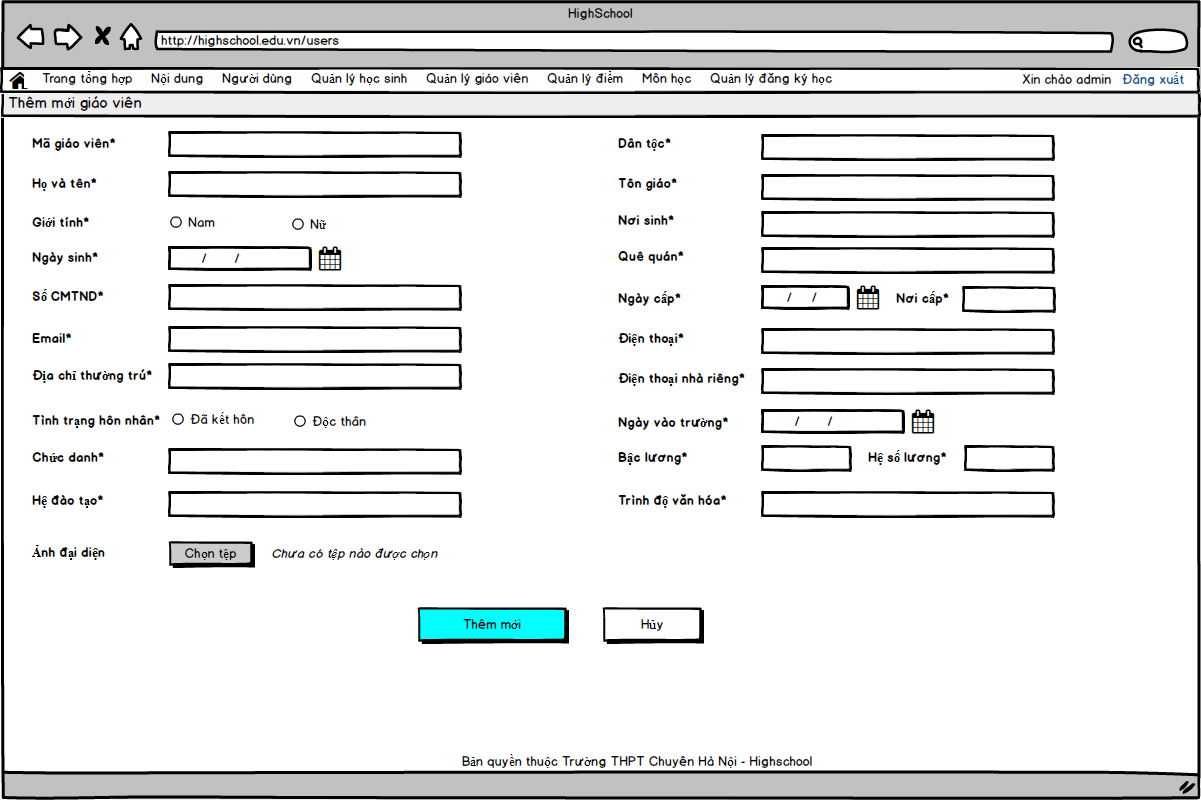 HighSchool
http://highschool.edu.vn/users
Trang tổng hợp Nội dung Người dùng Quản lý học sinh Quản lý giáo viên Quản lý điểm Môn học Quản lý đăng ký học Xin chào admin Đăng xuất
Thêm mới giáo viên
Mã giáo viên* Dân tộc*
Họ và tên* Tôn giáo*
Giới tính* Nam Nữ Nơi sinh*
Ngày sinh* / / Quê quán*
Số CMTND* Ngày cấp* / / Nơi cấp*
Email* Điện thoại*
Địa chỉ thường trú* Điện thoại nhà riêng*
Tình trạng hôn nhân* Đã kết hôn Độc thân Ngày vào trường* / /
Chức danh* Bậc lương* Hệ số lương*
Hệ đào tạo* Trình độ văn hóa*
Ảnh đại diện Chọn tệp Chưa có tệp nào được chọn
Thêm mới Hủy
Bản quyền thuộc Trường THPT Chuyên Hà Nội - Highschool